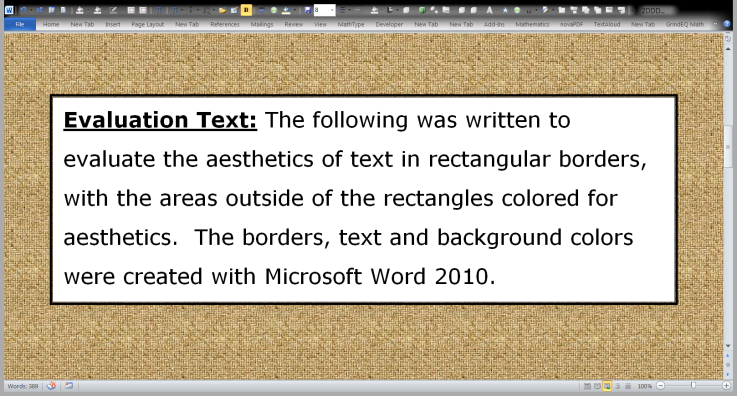 B 8 2000...
File Home New Tab Insert Page Layout New Tab References Mailings Review View MathType Developer New Tab New Tab Add-Ins Mathematics novaPDF TextAloud New Tab GrindEQ Math
Evaluation Text: The following was written to
evaluate the aesthetics of text in rectangular borders,
with the areas outside of the rectangles colored for
aesthetics.  The borders, text and background colors
were created with Microsoft Word 2010.
Words: 389 100%